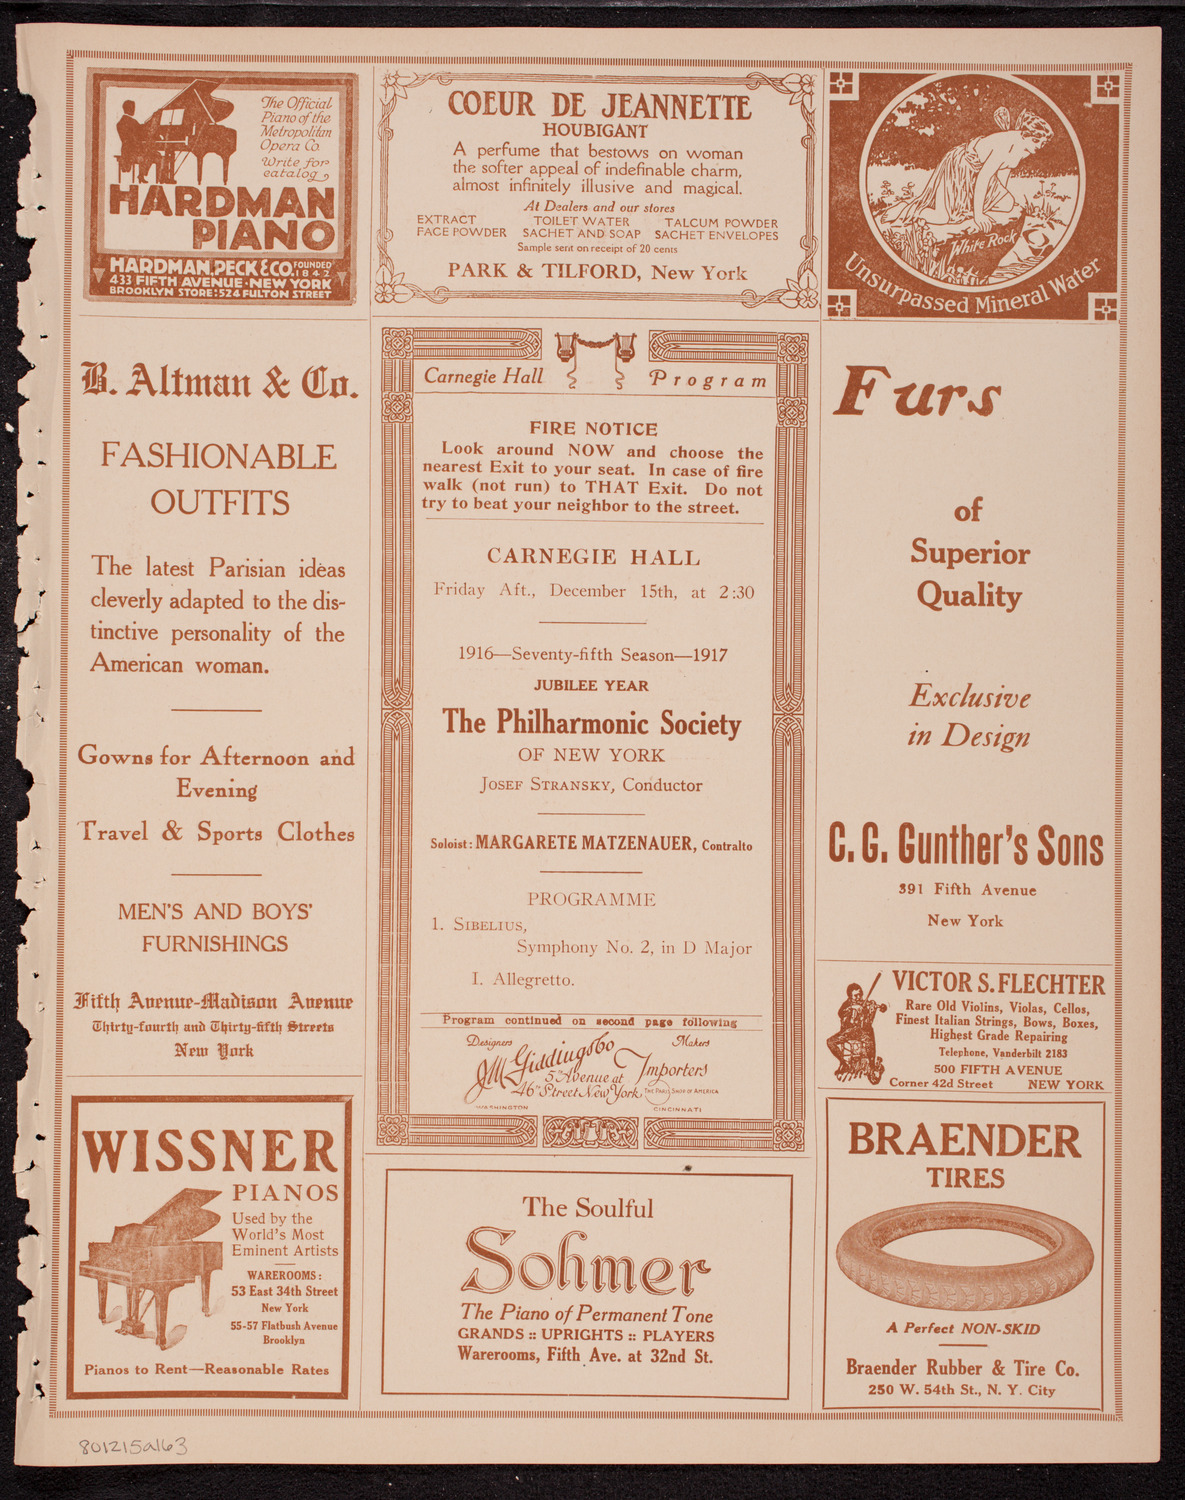 The Official
Piano of the
Metropolitan
Opera Co.
Write for
catalog
HARDMAN
PIANO
HARDMAN, PECK & CO. FOUNDED 1842
433 FIFTH AVENUE · NEW YORK
BROOKLYN STORE: 524 FULTON STREET
COEUR DE JEANNETTE
HOUBIGANT
A perfume that bestows on woman
the softer appeal of indefinable charm,
almost infinitely illusive and magical.
At Dealers and our stores
EXTRACT TOILET WATER TALCUM POWDER
FACE POWDER SACHET AND SOAP SACHET ENVELOPES
Sample sent on receipt of 20 cents
PARK & TILFORD, New York
White Rock
Unsurpassed Mineral Water
B. Altman & Co.
FASHIONABLE
OUTFITS
The latest Parisian ideas
cleverly adapted to the dis-
tinctive personality of the
American woman.
Gowns for Afternoon and
Evening
Travel & Sports Clothes
MEN'S AND BOYS'
FURNISHINGS
Fifth Avenue-Madison Avenue
Thirty-fourth and Thirty-fifth Streets
New York
WISSNER
PIANOS
Used by the
World's Most
Eminent Artists
WAREROOMS:
53 East 34th Street
New York
55-57 Flatbush Avenue
Brooklyn
Pianos to Rent—Reasonable Rates
Carnegie Hall Program
FIRE NOTICE
Look around NOW and choose the
nearest Exit to your seat. In case of fire
walk (not run) to THAT Exit. Do not
try to beat your neighbor to the street.
CARNEGIE HALL
Friday Aft., December 15th, at 2:30
1916—Seventy-fifth Season—1917
JUBILEE YEAR
The Philharmonic Society
OF NEW YORK
JOSEF STRANSKY, Conductor
Soloist: MARGARETE MATZENAUER, Contralto
PROGRAMME
1. SIBELIUS,
Symphony No. 2, in D Major
I. Allegretto.
Program continued on second page following
Designers Makers
J.M. Gidding & Co
Importers
5th Avenue at
46th Street New York THE PARIS SHOP OF AMERICA
WASHINGTON CINCINNATI
The Soulful
Sohmer
The Piano of Permanent Tone
GRANDS :: UPRIGHTS :: PLAYERS
Warerooms, Fifth Ave. at 32nd St.
Furs
of
Superior
Quality
Exclusive
in Design
C. G. Gunther's Sons
391 Fifth Avenue
New York
VICTOR S. FLECHTER
Rare Old Violins, Violas, Cellos,
Finest Italian Strings, Bows, Boxes,
Highest Grade Repairing
Telephone, Vanderbilt 2183
500 FIFTH AVENUE
Corner 42d Street NEW YORK
BRAENDER
TIRES
A Perfect NON-SKID
Braender Rubber & Tire Co.
250 W. 54th St., N. Y. City
801215a163